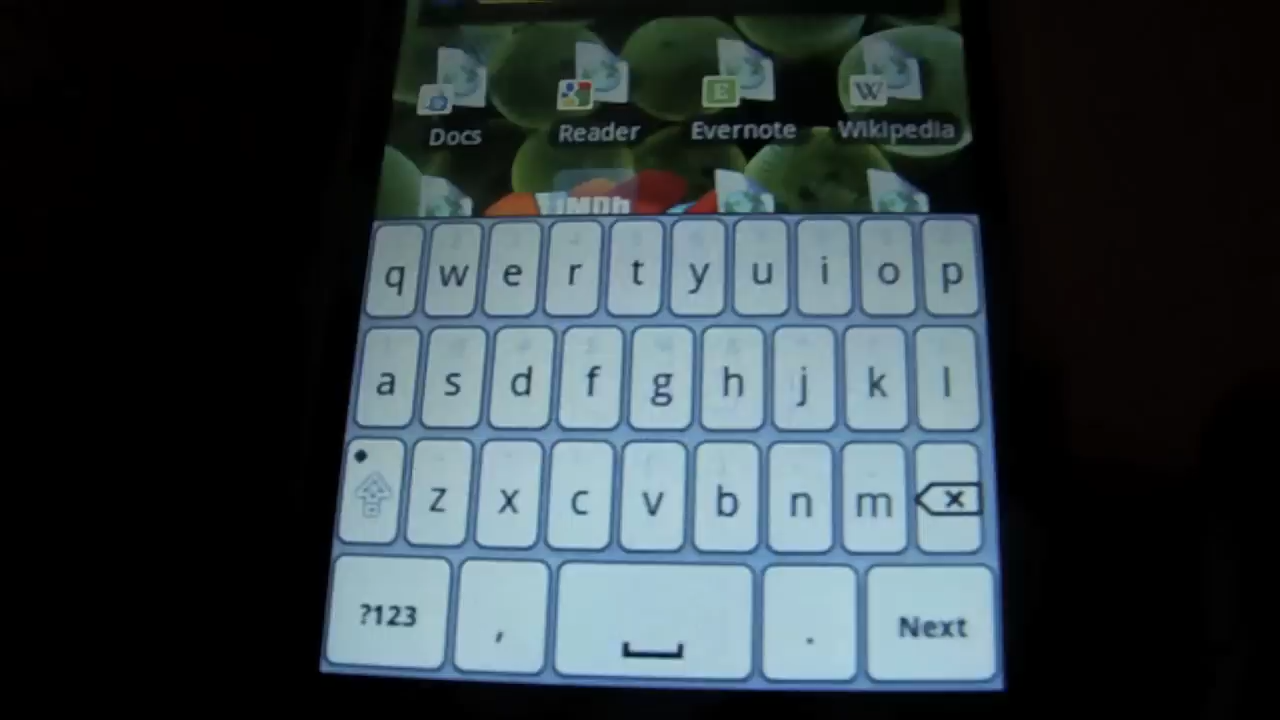 E W
Docs Reader Evernote Wikipedia
IMDb
q w e r t y u i o p
a s d f g h j k l
z x c v b n m
?123 , . Next